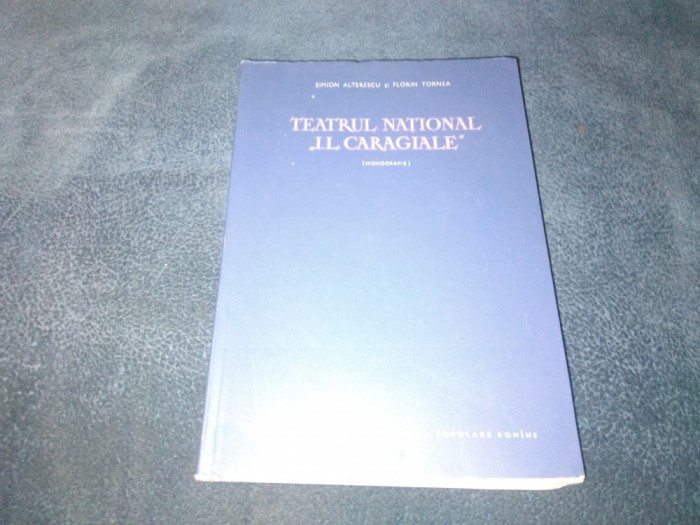 SIMION ALTERESCU și FLORIN TORNEA
TEATRUL NAȚIONAL
„I.L. CARAGIALE"
(MONOGRAFIE)
POPULARE ROMÎNE